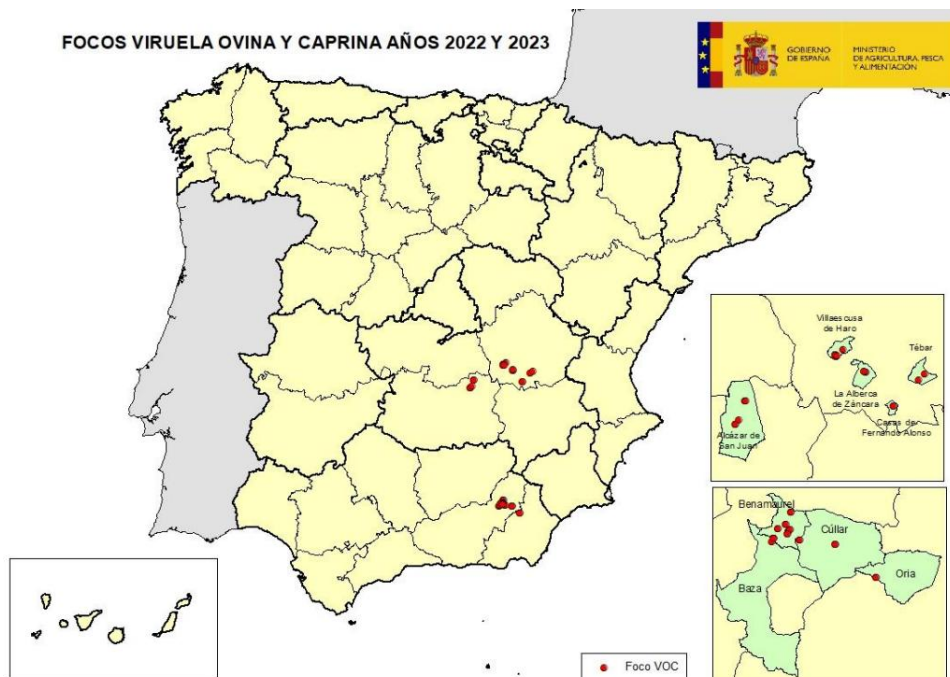 FOCOS VIRUELA OVINA Y CAPRINA AÑOS 2022 Y 2023
GOBIERNO
DE ESPAÑA
MINISTERIO
DE AGRICULTURA, PESCA
Y ALIMENTACIÓN
Villaescusa
de Haro
Tébar
La Alberca
de Záncara
Casas de
Fernando Alonso
Alcázar de
San Juan
Benamaurel
Cúllar
Oria
Baza
Foco VOC